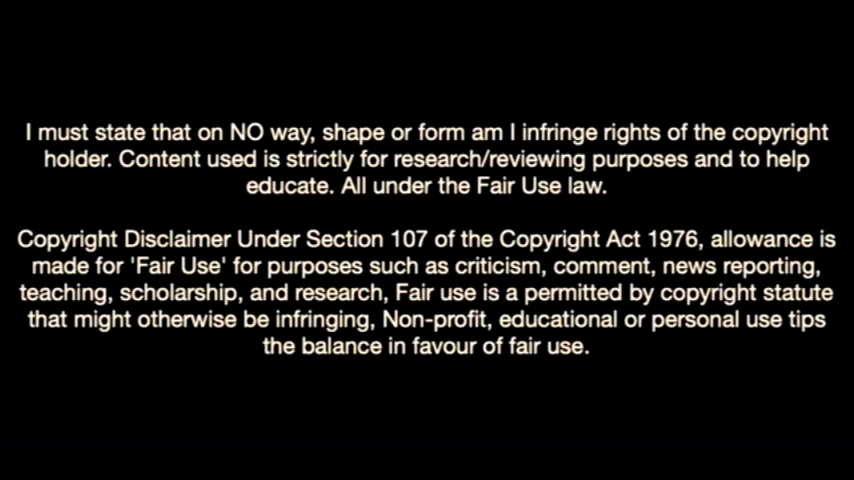 I must state that on NO way, shape or form am I infringe rights of the copyright
holder. Content used is strictly for research/reviewing purposes and to help
educate. All under the Fair Use law.
Copyright Disclaimer Under Section 107 of the Copyright Act 1976, allowance is
made for 'Fair Use' for purposes such as criticism, comment, news reporting,
teaching, scholarship, and research, Fair use is a permitted by copyright statute
that might otherwise be infringing, Non-profit, educational or personal use tips
the balance in favour of fair use.